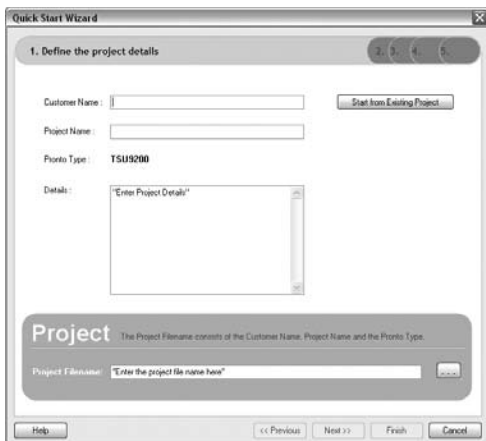 Quick Start Wizard
1. Define the project details
2. 3. 4. 5.
Customer Name :
Start from Existing Project
Project Name :
Pronto Type : TSU9200
Details : "Enter Project Details"
Project The Project Filename consists of the Customer Name, Project Name and the Pronto Type.
Project Filename: "Enter the project file name here" ...
Help << Previous Next >> Finish Cancel